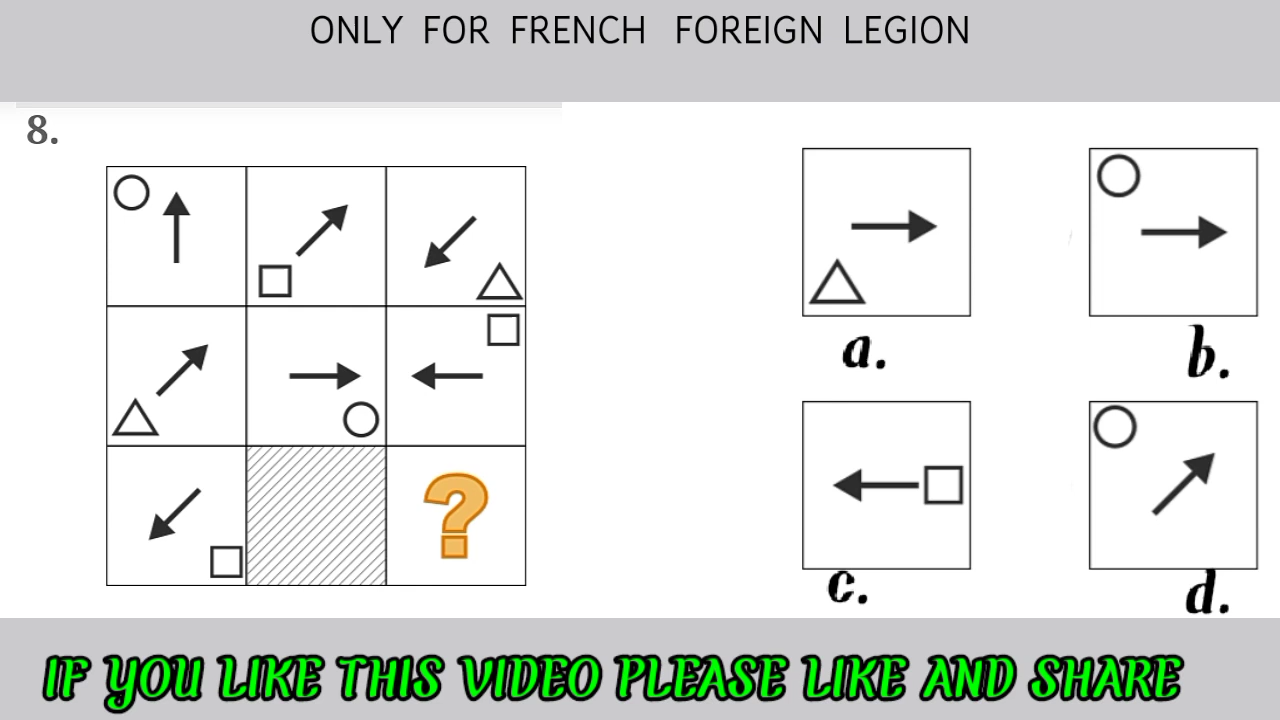 ONLY FOR FRENCH FOREIGN LEGION
8.
?
a.
b.
c.
d.
IF YOU LIKE THIS VIDEO PLEASE LIKE AND SHARE